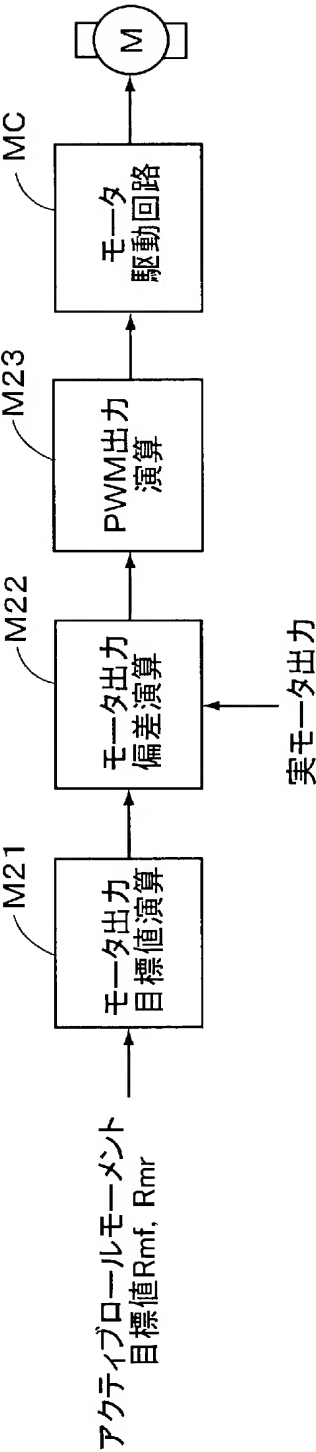 アクティブロールモーメント
目標値Rmf, Rmr
M21
モータ出力
目標値演算
M22
モータ出力
偏差演算
実モータ出力
M23
PWM出力
演算
MC
モータ
駆動回路
M